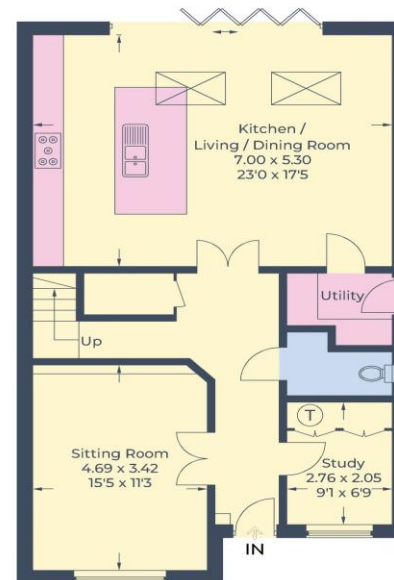 Kitchen /
Living / Dining Room
7.00 x 5.30
23'0 x 17'5
Utility
Up
T
Sitting Room
4.69 x 3.42
15'5 x 11'3
Study
2.76 x 2.05
9'1 x 6'9
IN